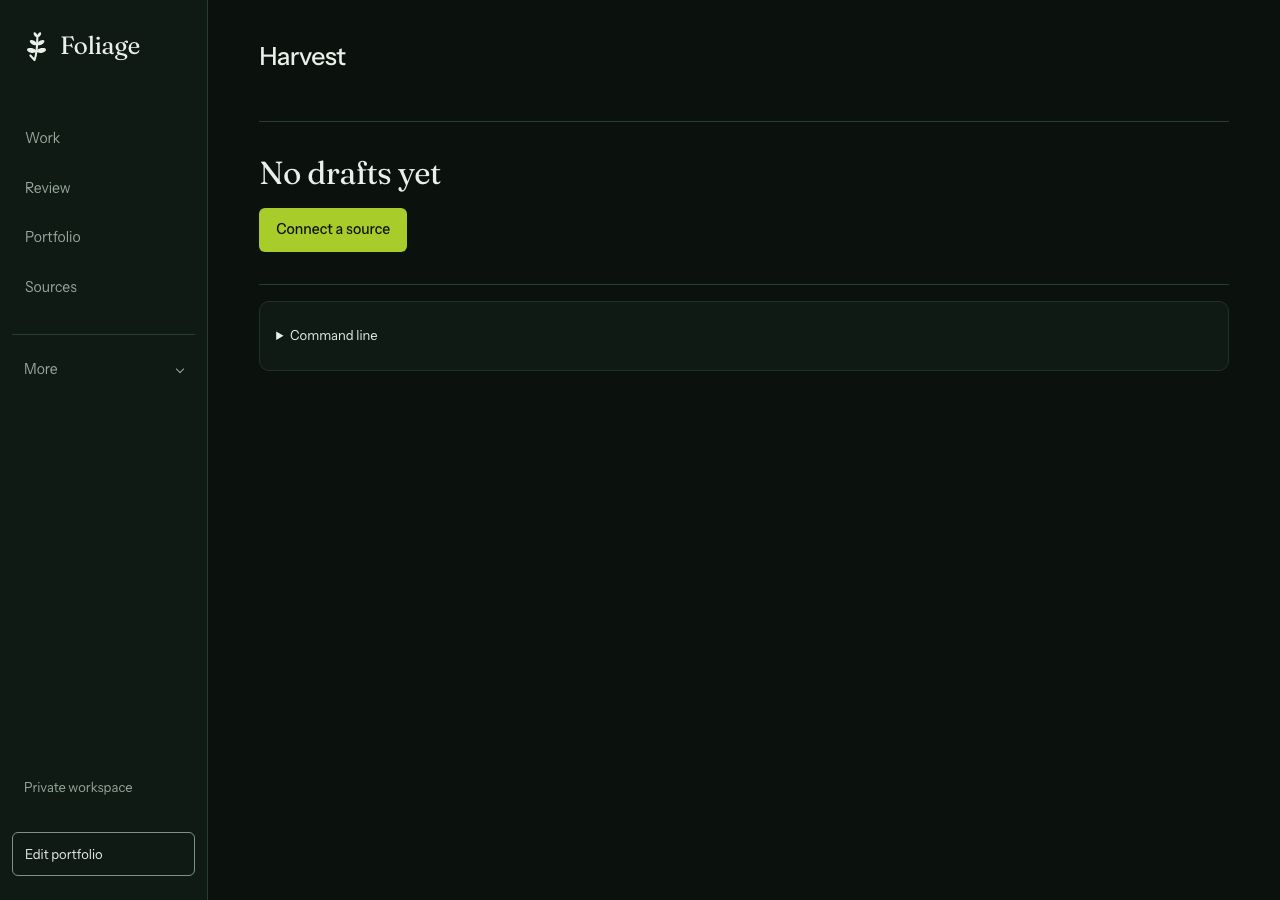 Foliage
Work
Review
Portfolio
Sources
More
Private workspace
Edit portfolio
Harvest
No drafts yet
Connect a source
Command line